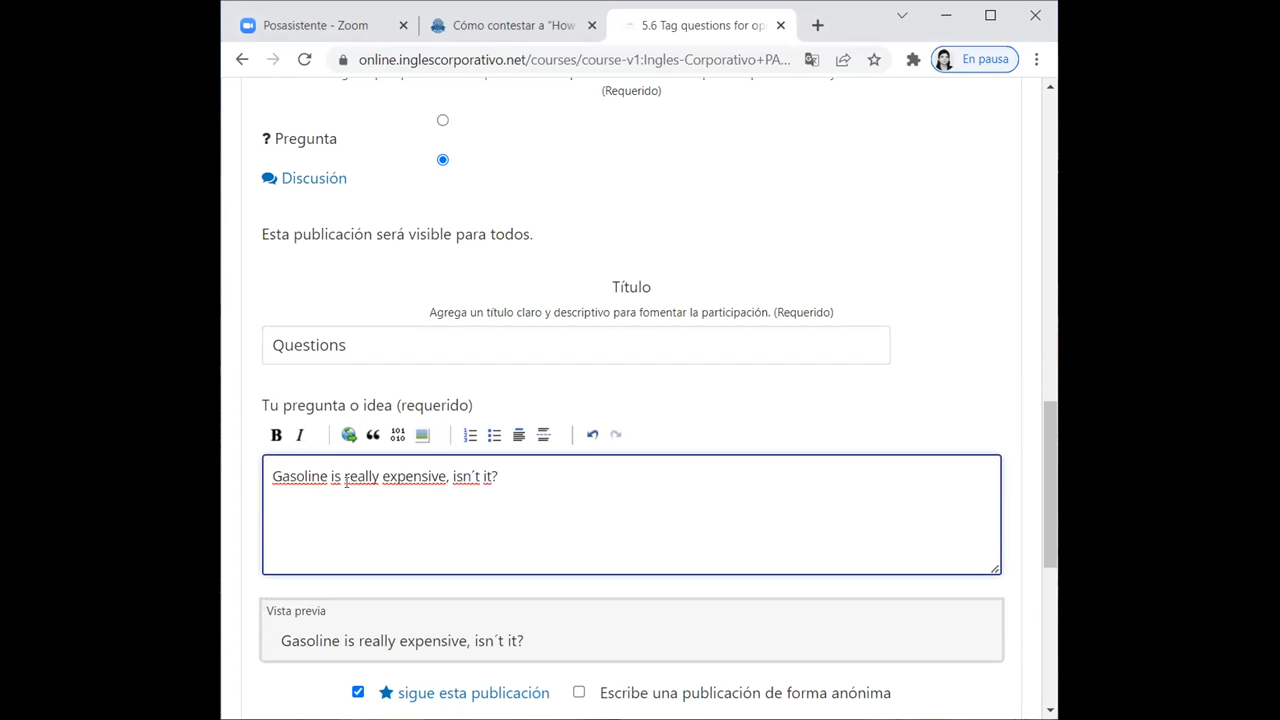 Posasistente - Zoom
Cómo contestar a “How
5.6 Tag questions for op
online.inglescorporativo.net/courses/course-v1:Ingles-Corporativo+PA...
En pausa
(Requerido)
? Pregunta
Discusión
Esta publicación será visible para todos.
Título
Agrega un título claro y descriptivo para fomentar la participación. (Requerido)
Questions
Tu pregunta o idea (requerido)
B I
Gasoline is really expensive, isn´t it?
Vista previa
Gasoline is really expensive, isn´t it?
sigue esta publicación
Escribe una publicación de forma anónima